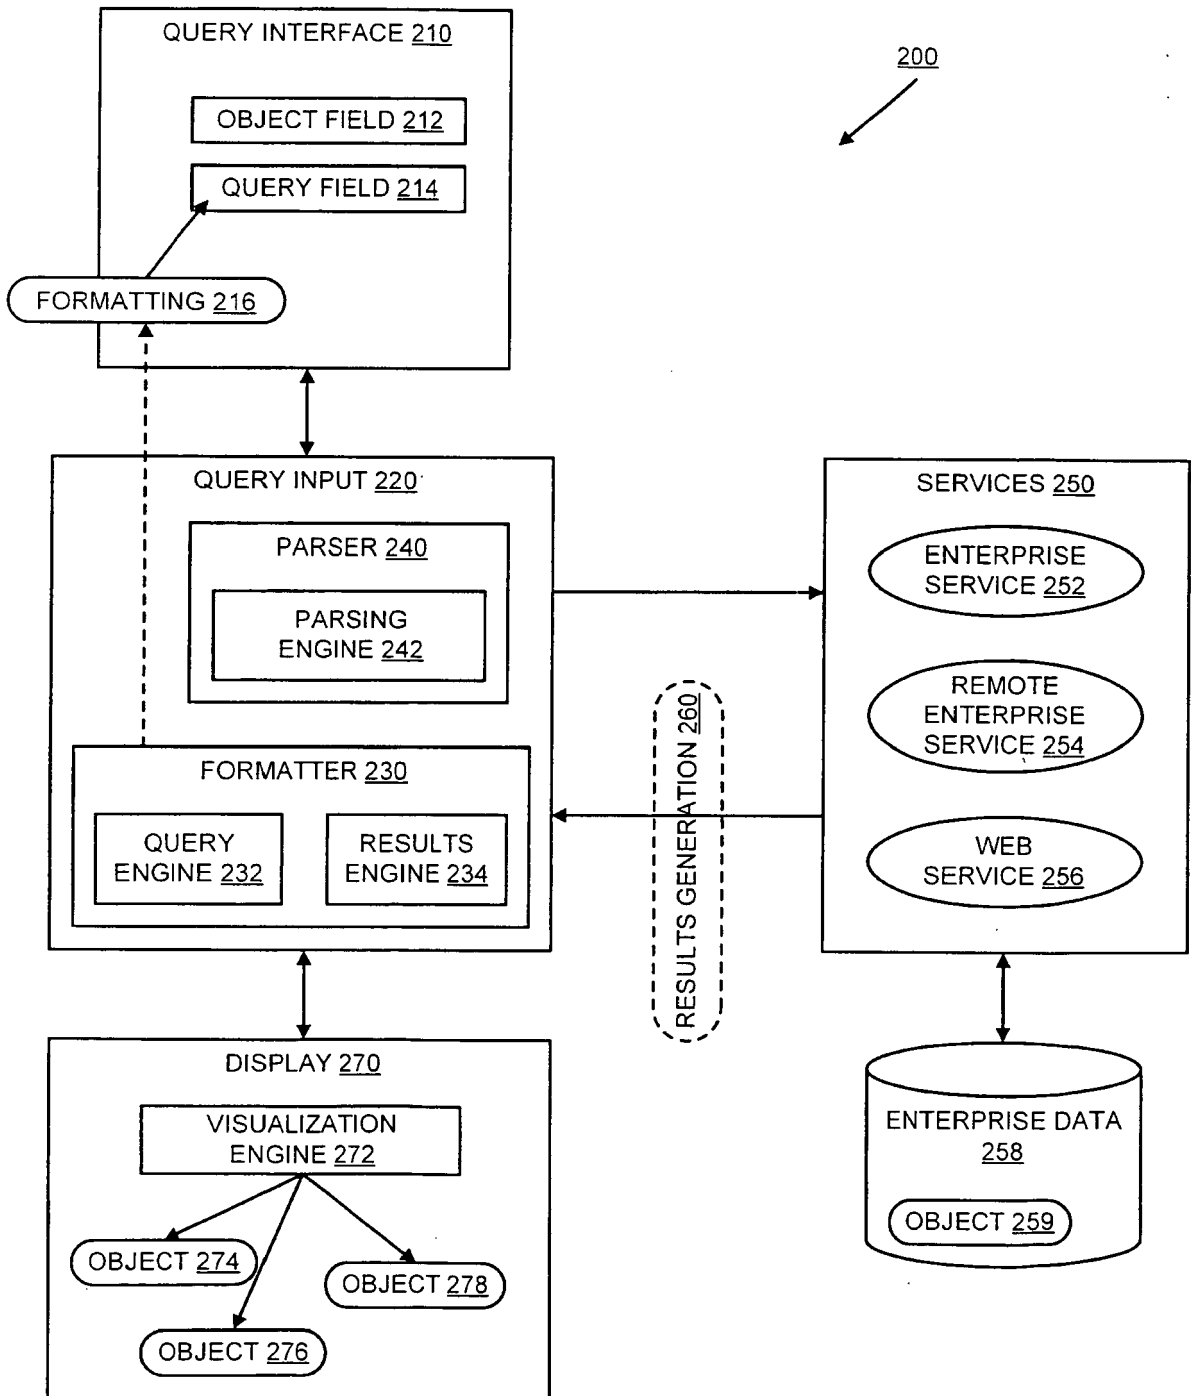 QUERY INTERFACE 210
200
OBJECT FIELD 212
QUERY FIELD 214
FORMATTING 216
QUERY INPUT 220
PARSER 240
PARSING
ENGINE 242
FORMATTER 230
QUERY
ENGINE 232
RESULTS
ENGINE 234
RESULTS GENERATION 260
SERVICES 250
ENTERPRISE
SERVICE 252
REMOTE
ENTERPRISE
SERVICE 254
WEB
SERVICE 256
DISPLAY 270
VISUALIZATION
ENGINE 272
OBJECT 274
OBJECT 278
OBJECT 276
ENTERPRISE DATA
258
OBJECT 259